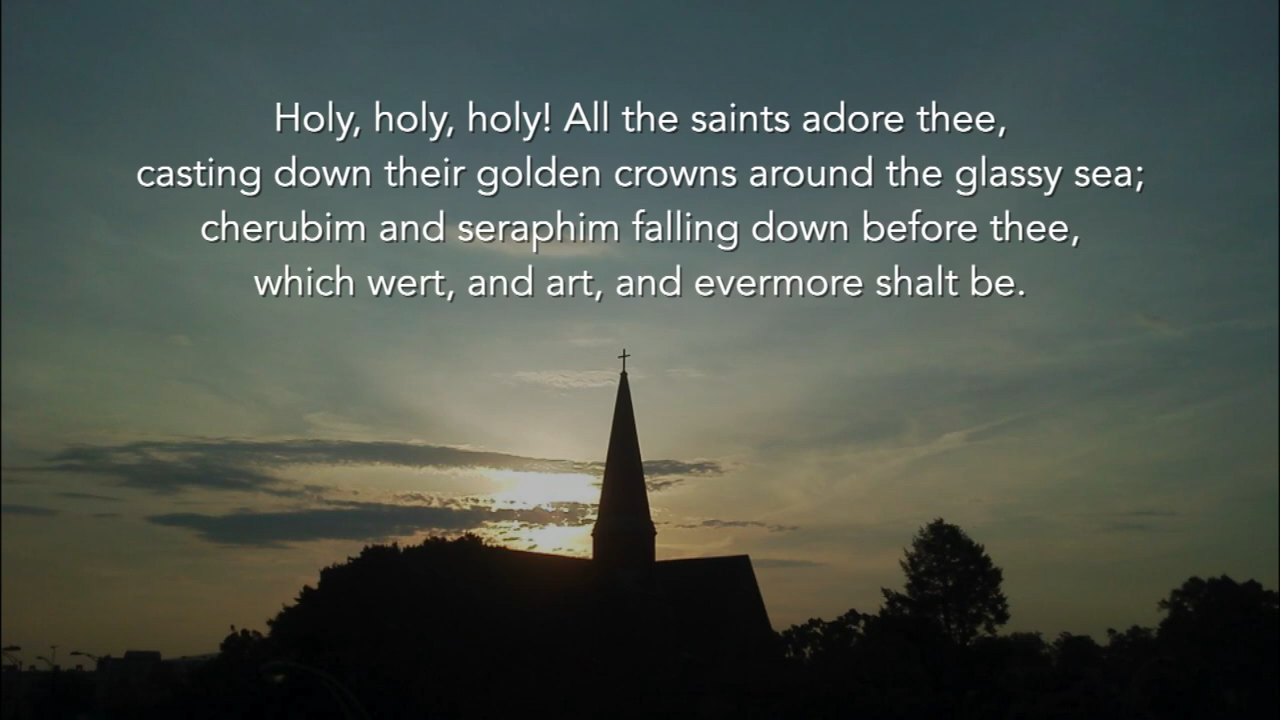 Holy, holy, holy! All the saints adore thee,
casting down their golden crowns around the glassy sea;
cherubim and seraphim falling down before thee,
which wert, and art, and evermore shalt be.